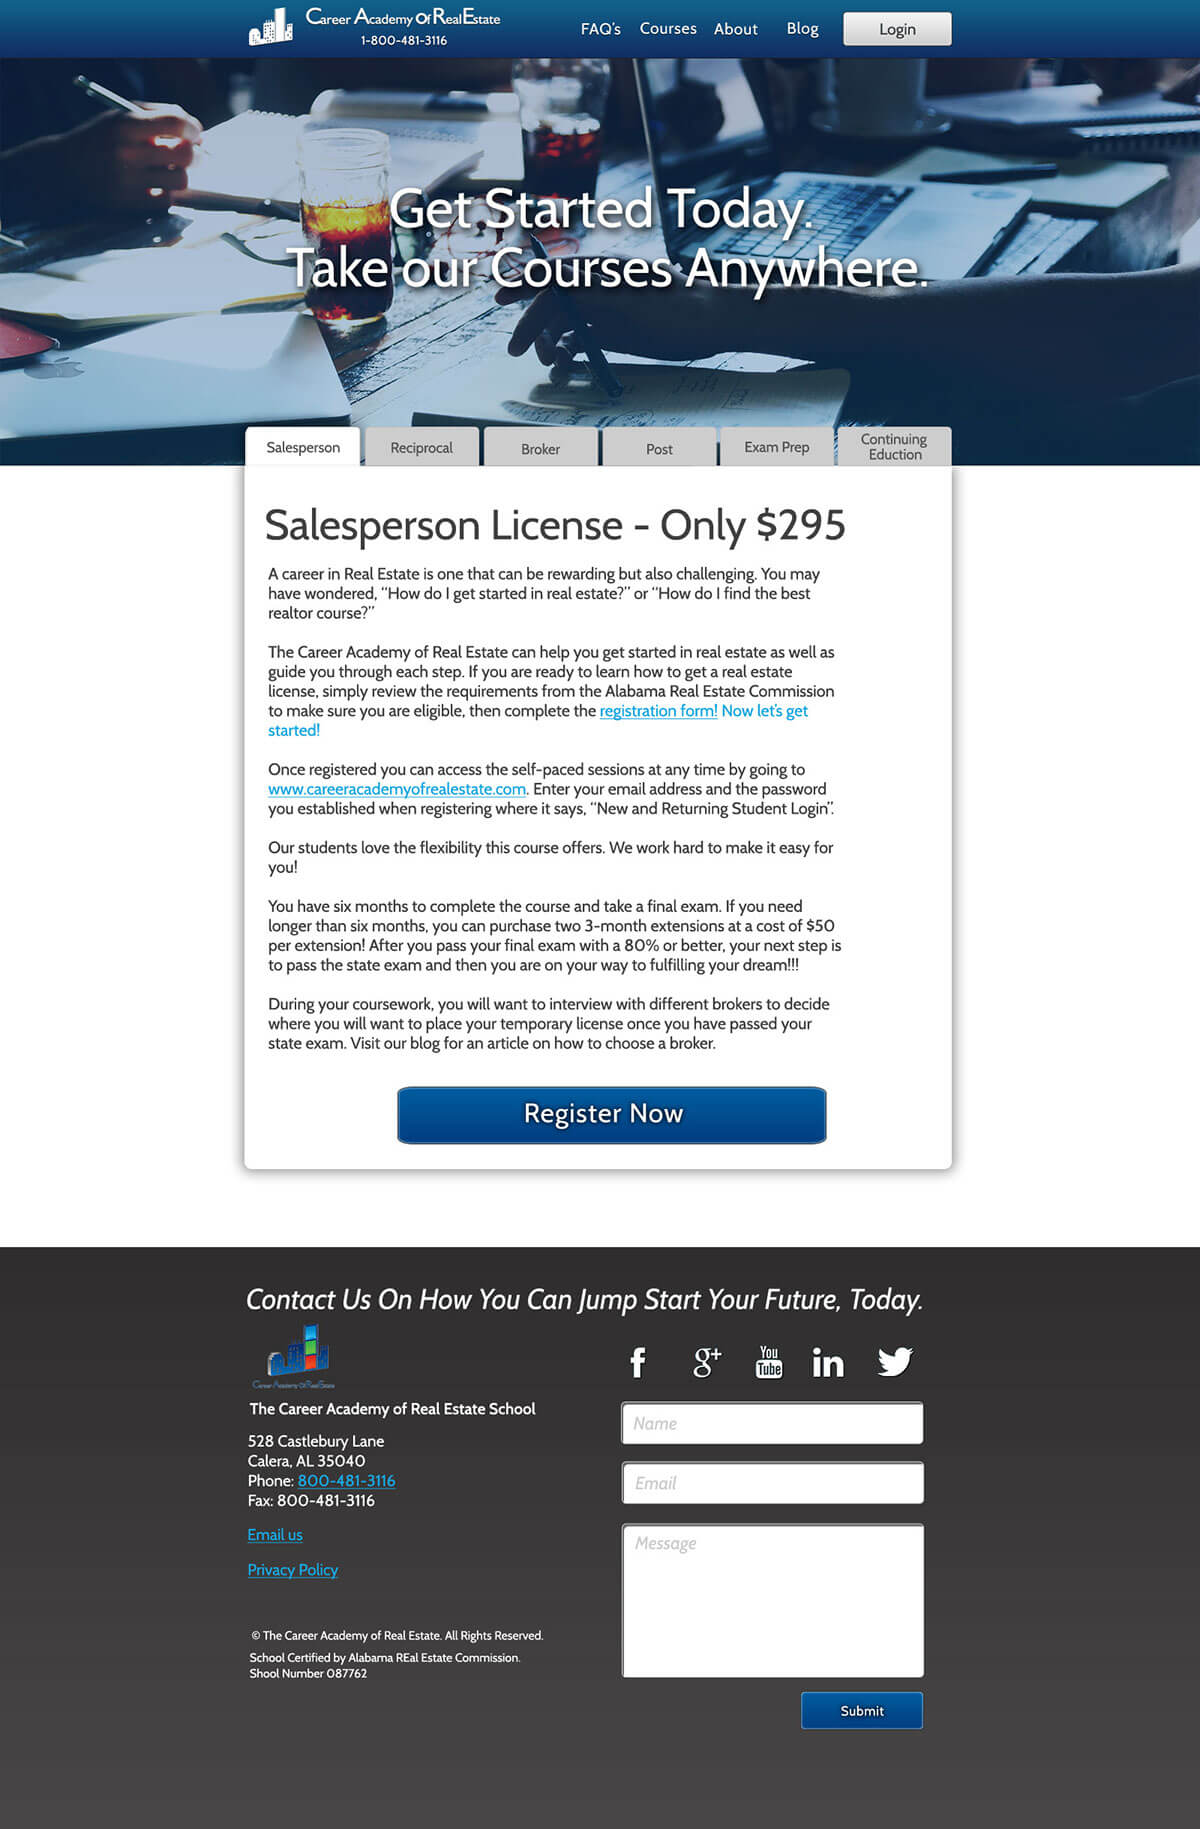 Career Academy Of Real Estate
1-800-481-3116
FAQ's Courses About Blog Login
Get Started Today.
Take our Courses Anywhere.
Salesperson Reciprocal Broker Post Exam Prep Continuing Eduction
Salesperson License - Only $295
A career in Real Estate is one that can be rewarding but also challenging. You may
have wondered, "How do I get started in real estate?" or "How do I find the best
realtor course?"
The Career Academy of Real Estate can help you get started in real estate as well as
guide you through each step. If you are ready to learn how to get a real estate
license, simply review the requirements from the Alabama Real Estate Commission
to make sure you are eligible, then complete the registration form! Now let's get
started!
Once registered you can access the self-paced sessions at any time by going to
www.careeracademyofrealestate.com. Enter your email address and the password
you established when registering where it says, "New and Returning Student Login".
Our students love the flexibility this course offers. We work hard to make it easy for
you!
You have six months to complete the course and take a final exam. If you need
longer than six months, you can purchase two 3-month extensions at a cost of $50
per extension! After you pass your final exam with a 80% or better, your next step is
to pass the state exam and then you are on your way to fulfilling your dream!!!
During your coursework, you will want to interview with different brokers to decide
where you will want to place your temporary license once you have passed your
state exam. Visit our blog for an article on how to choose a broker.
Register Now
Contact Us On How You Can Jump Start Your Future, Today.
Career Academy Of Real Estate
f g+ You Tube in
The Career Academy of Real Estate School
528 Castlebury Lane
Calera, AL 35040
Phone: 800-481-3116
Fax: 800-481-3116
Email us
Privacy Policy
© The Career Academy of Real Estate. All Rights Reserved.
School Certified by Alabama REal Estate Commission.
Shool Number 087762
Name
Email
Message
Submit